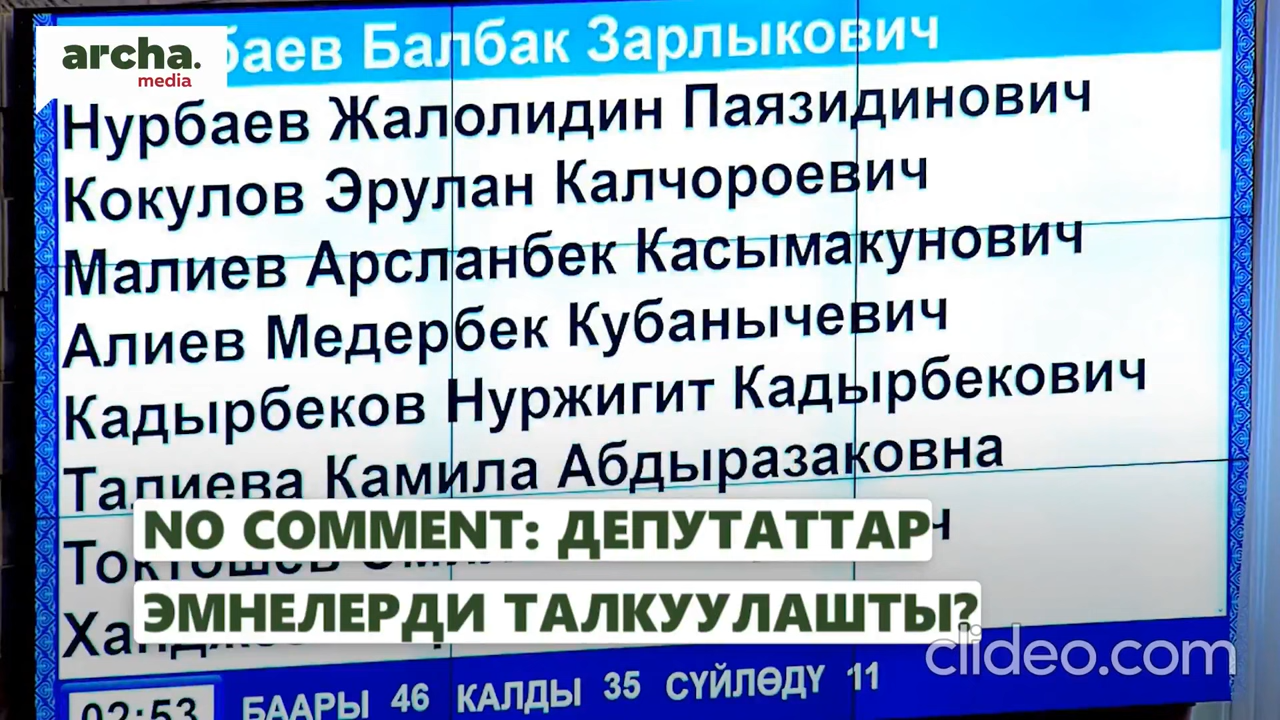 archa.
media
Балбак Зарлыкович
Нурбаев Жалолидин Паязидинович
Кокулов Эрулан Калчороевич
Малиев Арсланбек Касымакунович
Алиев Медербек Кубанычевич
Кадырбеков Нуржигит Кадырбекович
Талиева Камила Абдыразаковна
NO COMMENT: ДЕПУТАТТАР
ЭМНЕЛЕРДИ ТАЛКУУЛАШТЫ?
Токтошев
clideo.com
02:53 БААРЫ 46 КАЛДЫ 35 СҮЙЛӨДҮ 11